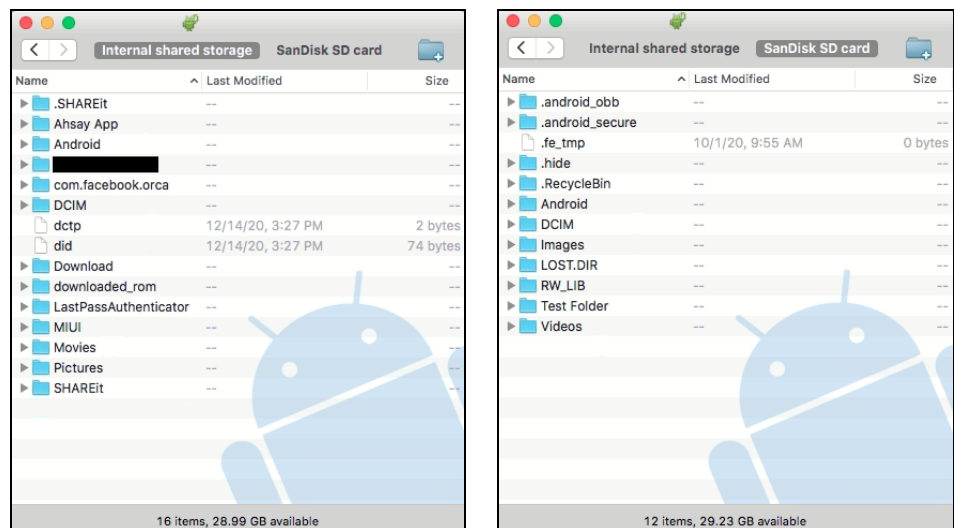 Internal shared storage SanDisk SD card
Name Last Modified Size
.SHAREit -- --
Ahsay App -- --
Android -- --
-- --
com.facebook.orca -- --
DCIM -- --
dctp 12/14/20, 3:27 PM 2 bytes
did 12/14/20, 3:27 PM 74 bytes
Download -- --
downloaded_rom -- --
LastPassAuthenticator -- --
MIUI -- --
Movies -- --
Pictures -- --
SHAREit -- --
16 items, 28.99 GB available
Internal shared storage SanDisk SD card
Name Last Modified Size
.android_obb -- --
.android_secure -- --
.fe_tmp 10/1/20, 9:55 AM 0 bytes
.hide -- --
.RecycleBin -- --
Android -- --
DCIM -- --
Images -- --
LOST.DIR -- --
RW_LIB -- --
Test Folder -- --
Videos -- --
12 items, 29.23 GB available